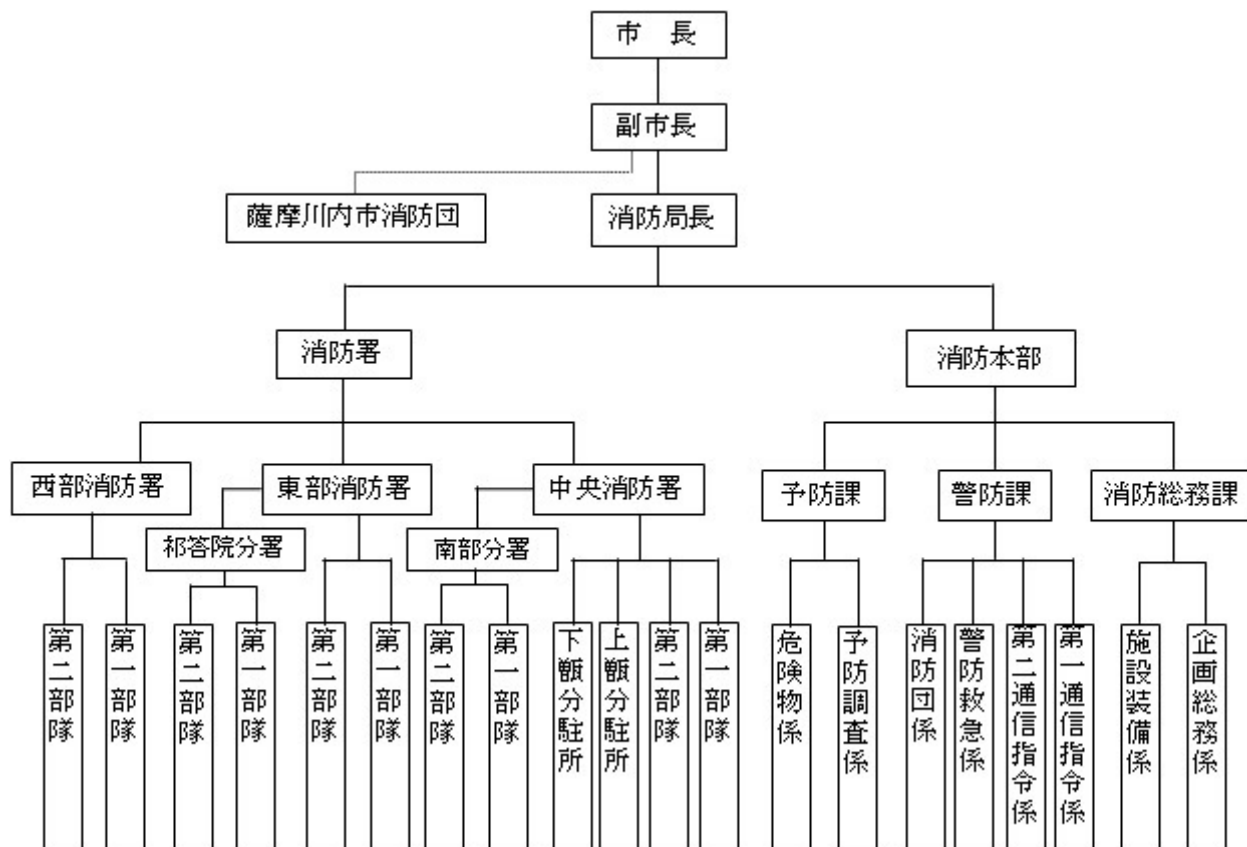 市　長
副市長
薩摩川内市消防団
消防局長
消防署
消防本部
西部消防署
東部消防署
中央消防署
予防課
警防課
消防総務課
祁答院分署
南部分署
第二部隊
第一部隊
第二部隊
第一部隊
第二部隊
第一部隊
第二部隊
第一部隊
下甑分駐所
上甑分駐所
第二部隊
第一部隊
危険物係
予防調査係
消防団係
警防救急係
第二通信指令係
第一通信指令係
施設装備係
企画総務係